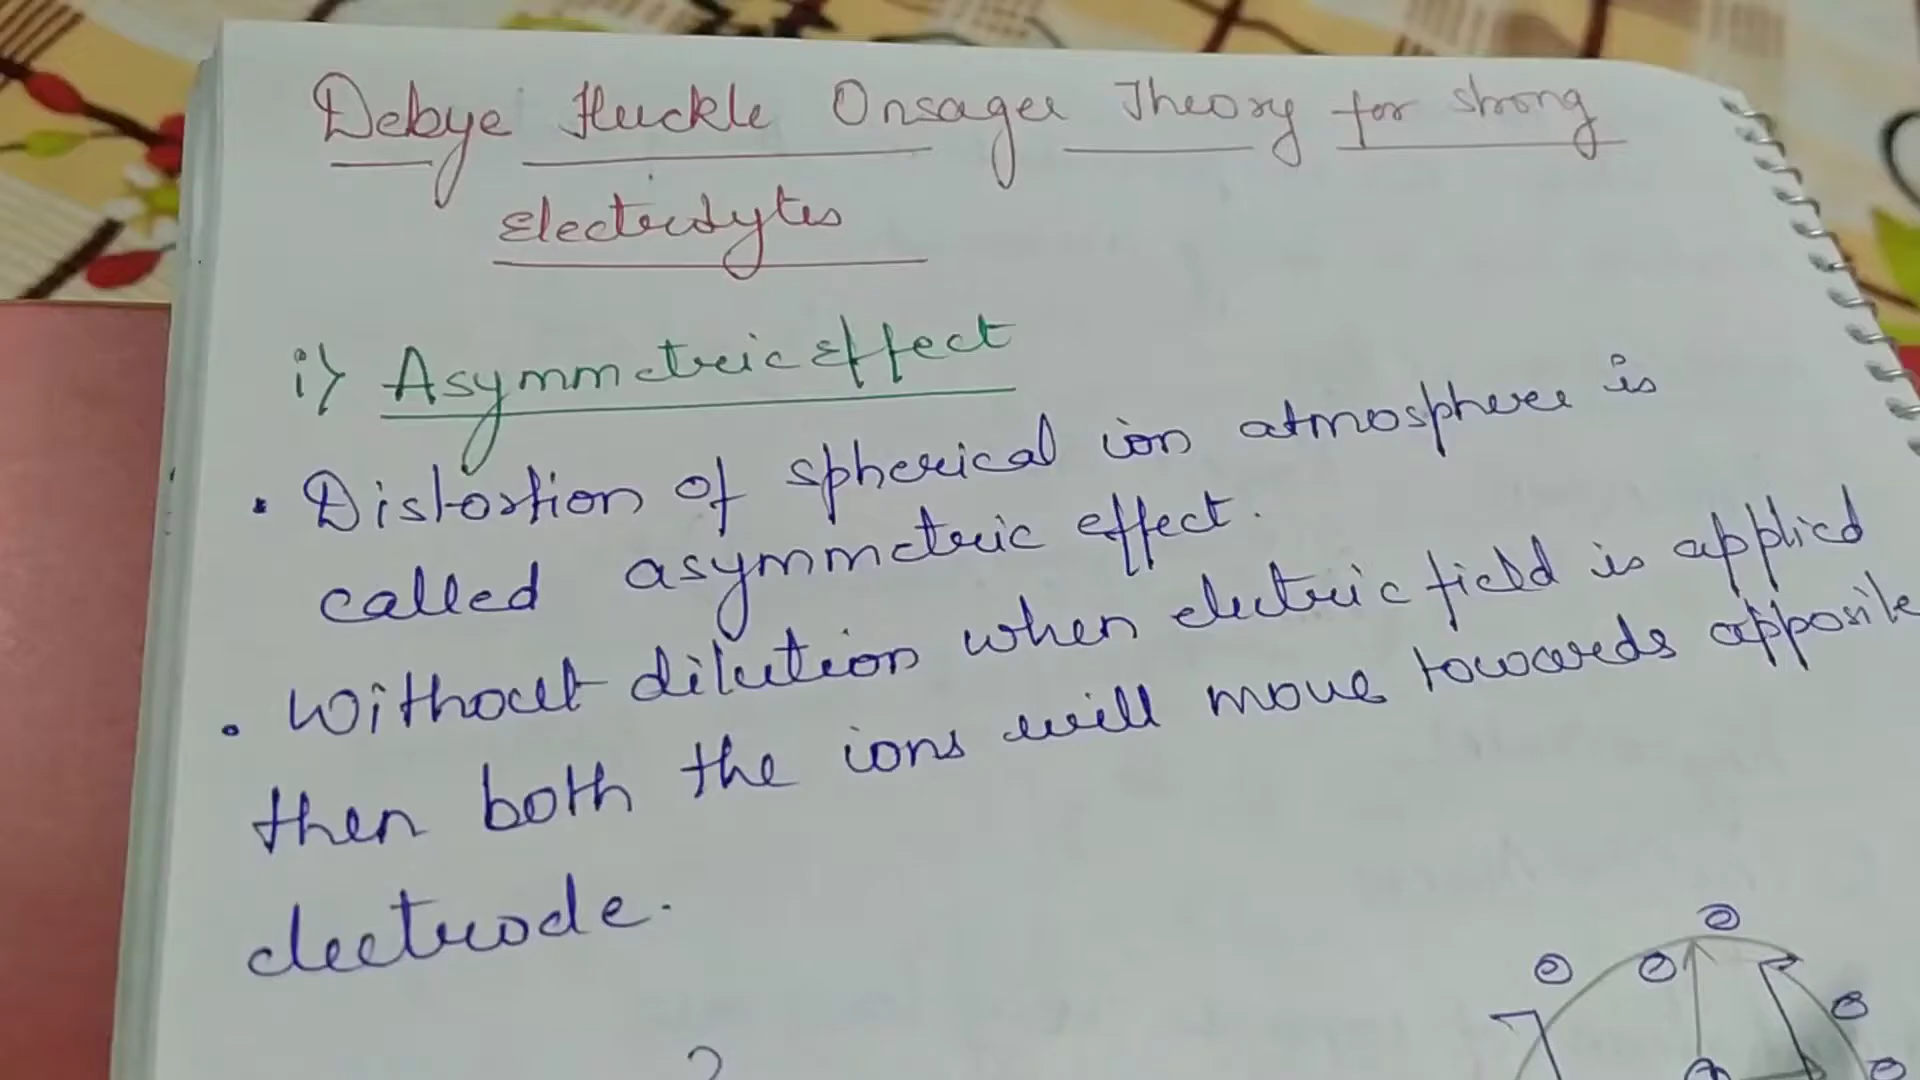 Debye Huckle Onsager Theory for strong
electrolytes
i) Asymmetric effect
• Distortion of spherical ion atmosphere is
called asymmetric effect.
• Without dilution when electric field is applied
then both the ions will move towards opposite
electrode.